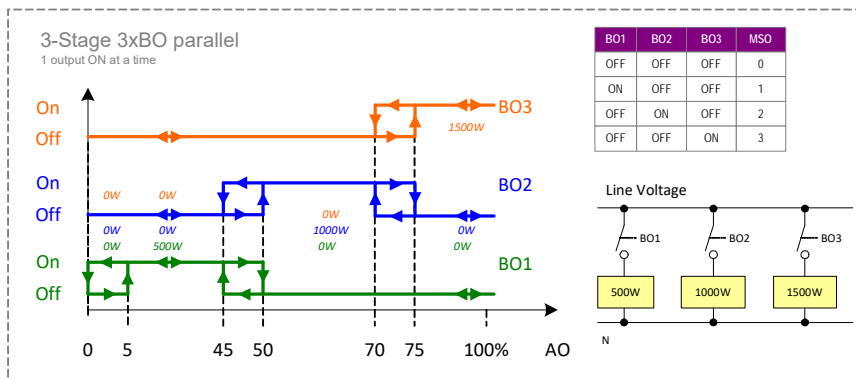 3-Stage 3xBO parallel
1 output ON at a time
BO1 BO2 BO3 MSO
OFF OFF OFF 0
ON OFF OFF 1
OFF ON OFF 2
OFF OFF ON 3
On BO3
Off 1500W
On BO2
0W 0W
Off 0W
0W 0W 1000W 0W
0W 500W 0W 0W
On BO1
Off
0 5 45 50 70 75 100% AO
Line Voltage
BO1 BO2 BO3
500W 1000W 1500W
N